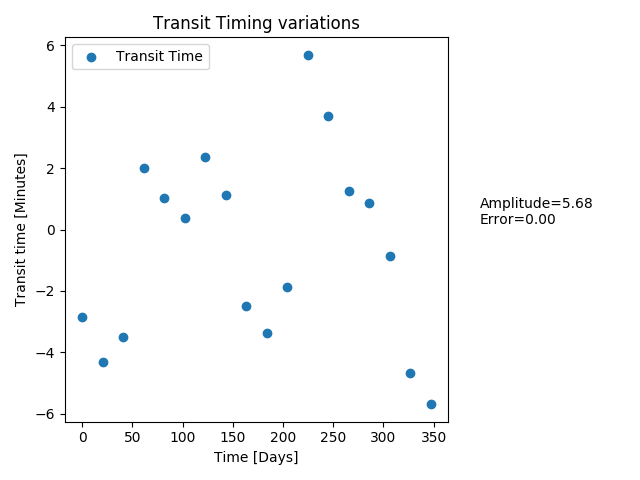 Transit Timing variations
Transit Time
Transit time [Minutes]
6
4
2
0
−2
−4
−6
Amplitude=5.68
Error=0.00
0 50 100 150 200 250 300 350
Time [Days]